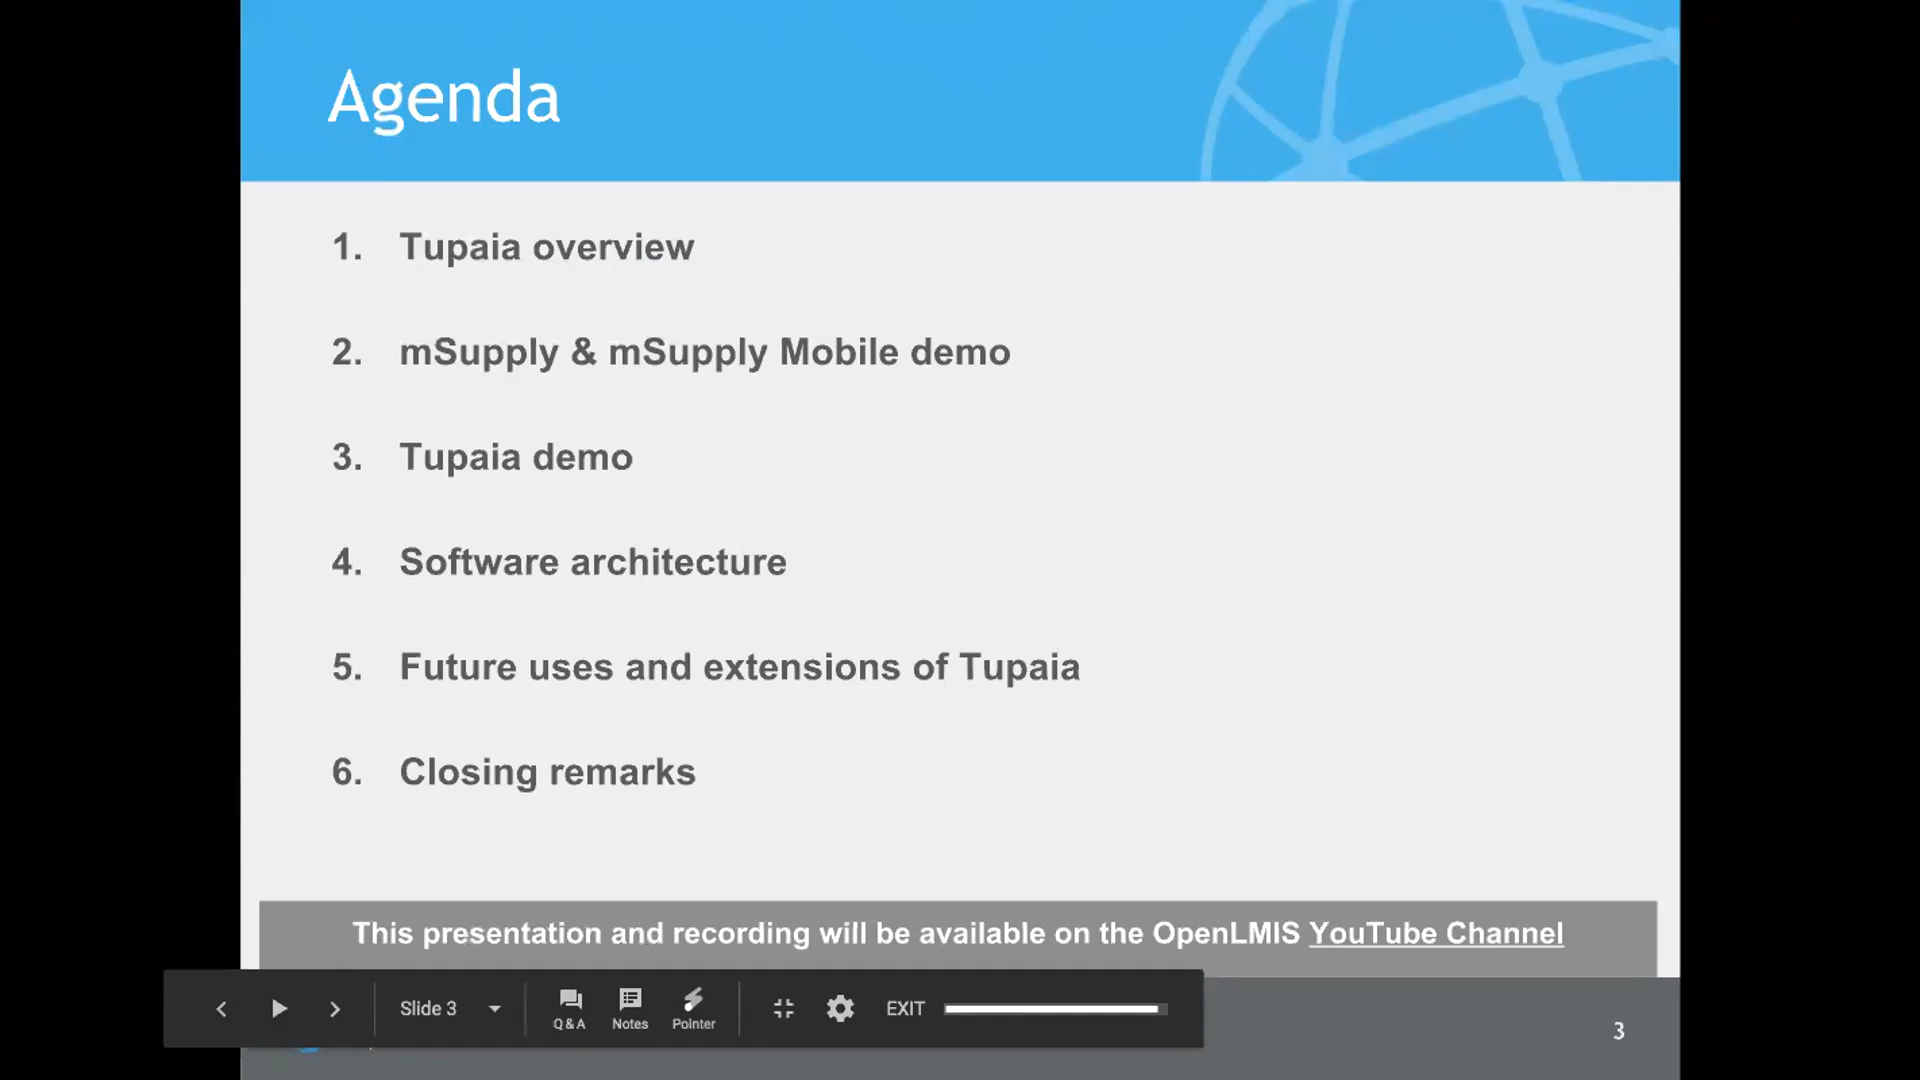 Agenda
1. Tupaia overview
2. mSupply & mSupply Mobile demo
3. Tupaia demo
4. Software architecture
5. Future uses and extensions of Tupaia
6. Closing remarks
This presentation and recording will be available on the OpenLMIS YouTube Channel
Slide 3
Q&A
Notes
Pointer
EXIT
3